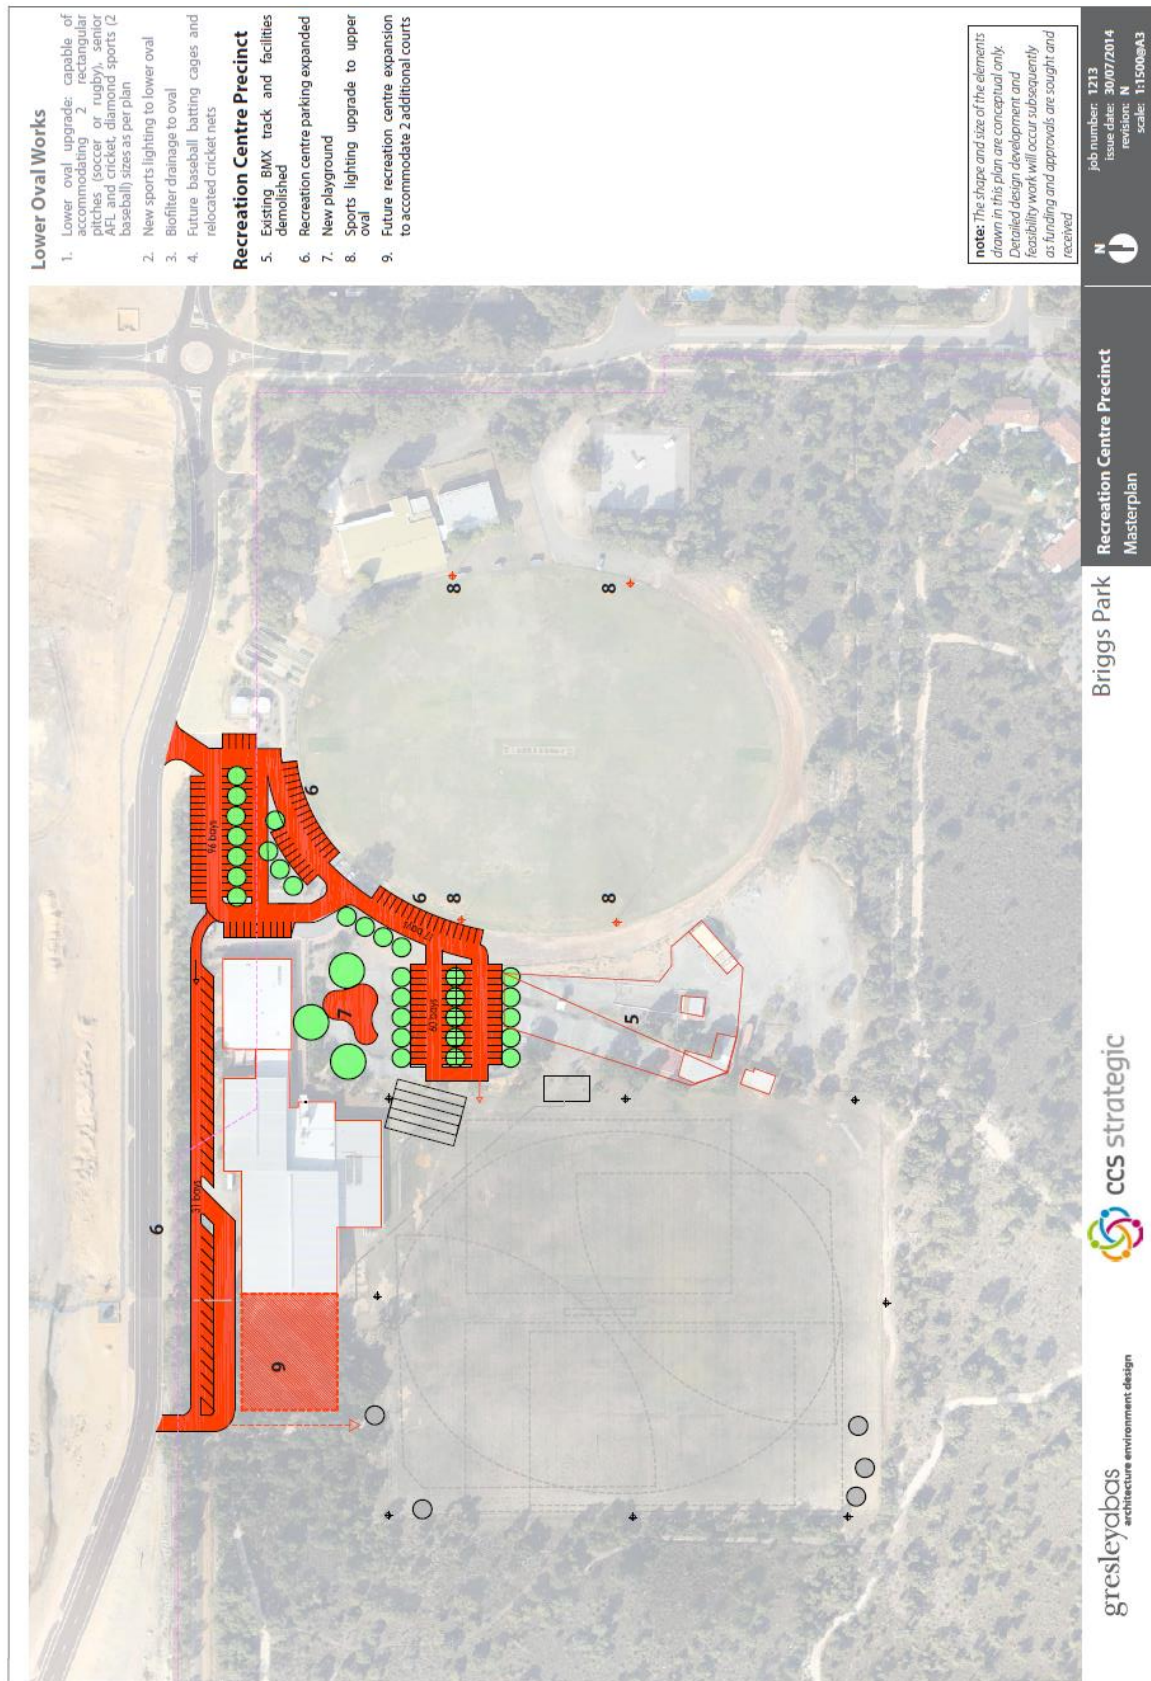 Lower Oval Works
1. Lower oval upgrade: capable of
accommodating 2 rectangular
pitches (soccer or rugby), senior
AFL and cricket, diamond sports (2
baseball) sizes as per plan
2. New sports lighting to lower oval
3. Biofilter drainage to oval
4. Future baseball batting cages and
relocated cricket nets
Recreation Centre Precinct
5. Existing BMX track and facilities
demolished
6. Recreation centre parking expanded
7. New playground
8. Sports lighting upgrade to upper
oval
9. Future recreation centre expansion
to accommodate 2 additional courts
note: The shape and size of the elements
drawn in this plan are conceptual only.
Detailed design development and
feasibility work will occur subsequently
as funding and approvals are sought and
received
6
31 bays
9
96 bays
6
7
6
17 bays
8
60 bays
8
5
8
8
gresleyabas
architecture environment design
ccs strategic
Briggs Park
Recreation Centre Precinct
Masterplan
N
job number: 1213
issue date: 30/07/2014
revision: N
scale: 1:1500@A3